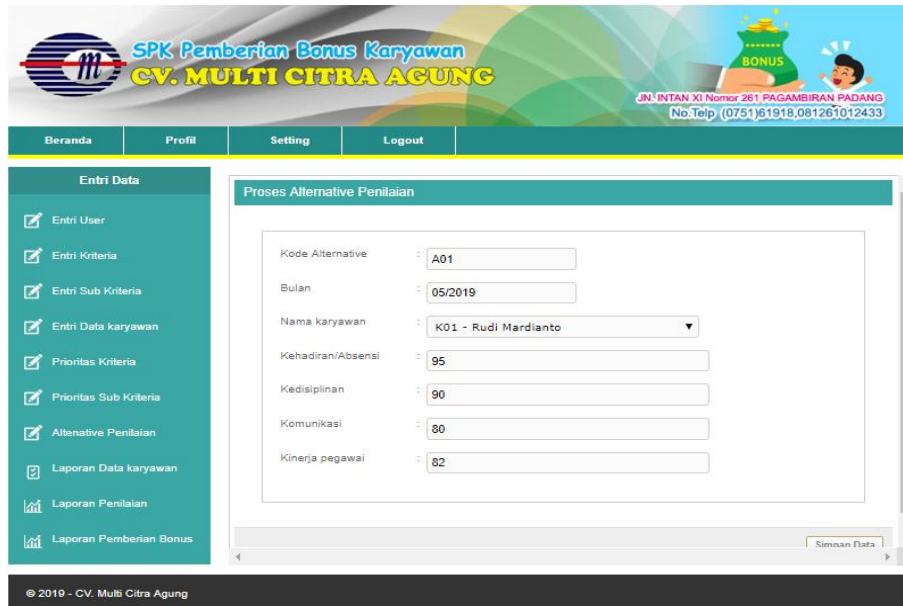 m
SPK Pemberian Bonus Karyawan
CV. MULTI CITRA AGUNG
BONUS
JN. INTAN XI Nomor 261 PAGAMBIRAN PADANG
No.Telp (0751)61918,081261012433
Beranda Profil Setting Logout
Entri Data
Entri User
Entri Kriteria
Entri Sub Kriteria
Entri Data karyawan
Prioritas Kriteria
Prioritas Sub Kriteria
Altenative Penilaian
Laporan Data karyawan
Laporan Penilaian
Laporan Pemberian Bonus
Proses Alternative Penilaian
Kode Alternative : A01
Bulan : 05/2019
Nama karyawan : K01 - Rudi Mardianto
Kehadiran/Absensi : 95
Kedisiplinan : 90
Komunikasi : 80
Kinerja pegawai : 82
Simpan Data
© 2019 - CV. Multi Citra Agung